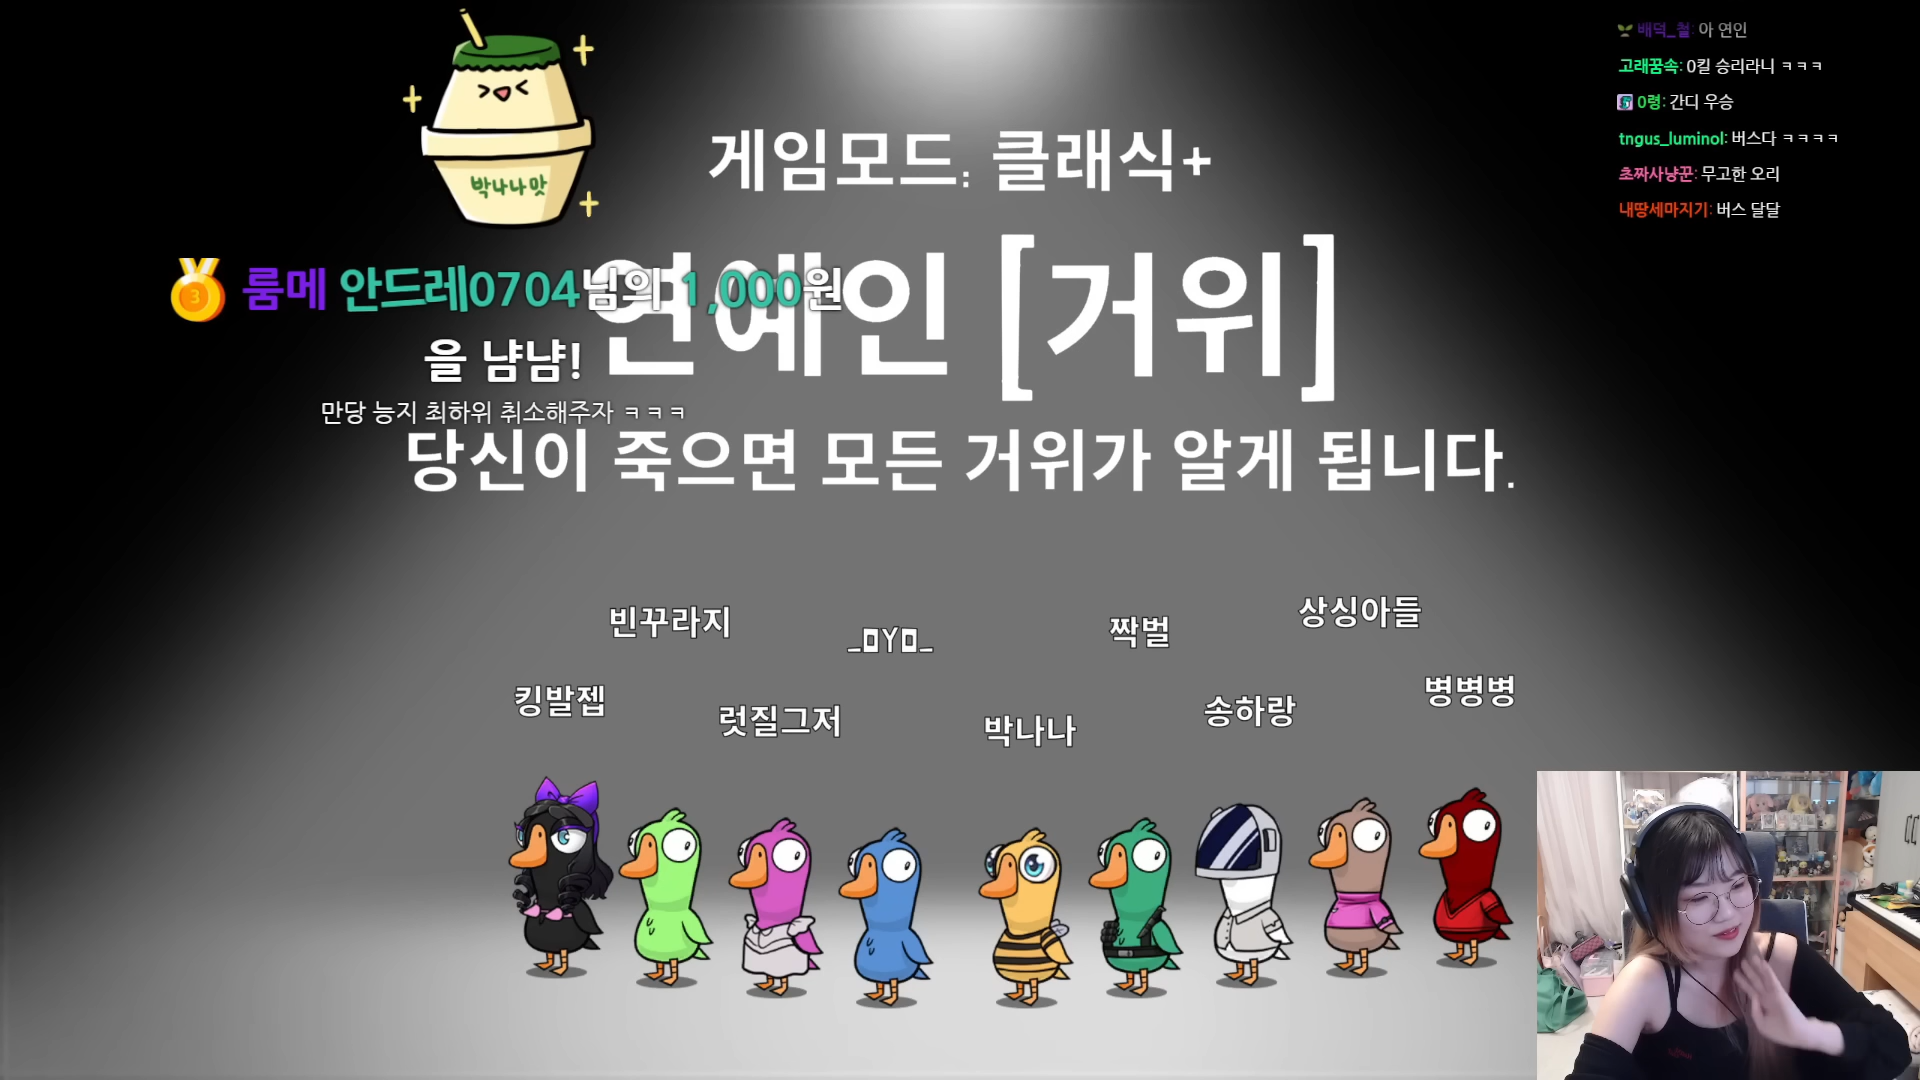 박나나맛
게임모드: 클래식+
연예인 [거위]
룸메 안드레0704님의 1,000원
을 냠냠!
만당 능지 최하위 취소해주자 ㅋㅋㅋ
당신이 죽으면 모든 거위가 알게 됩니다.
빈꾸라지
_ㅁYㅁ_
짝벌
상싱아들
킹발젭
럿질그저
박나나
송하랑
병병병
배덕_철: 아 연인
고래꿈속: 0킬 승리라니 ㅋㅋㅋ
0령: 간디 우승
tngus_luminol: 버스다 ㅋㅋㅋㅋ
초짜사냥꾼: 무고한 오리
내땅세마지기: 버스 달달